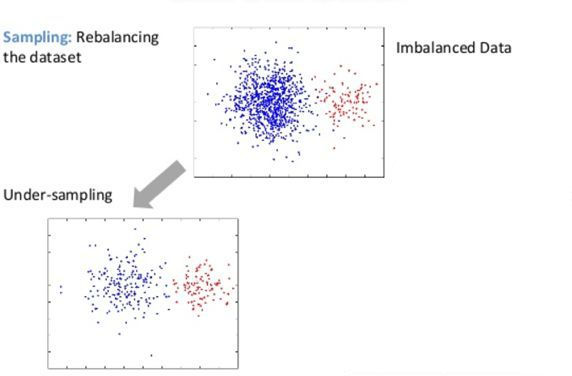 Sampling: Rebalancing
the dataset
Imbalanced Data
Under-sampling